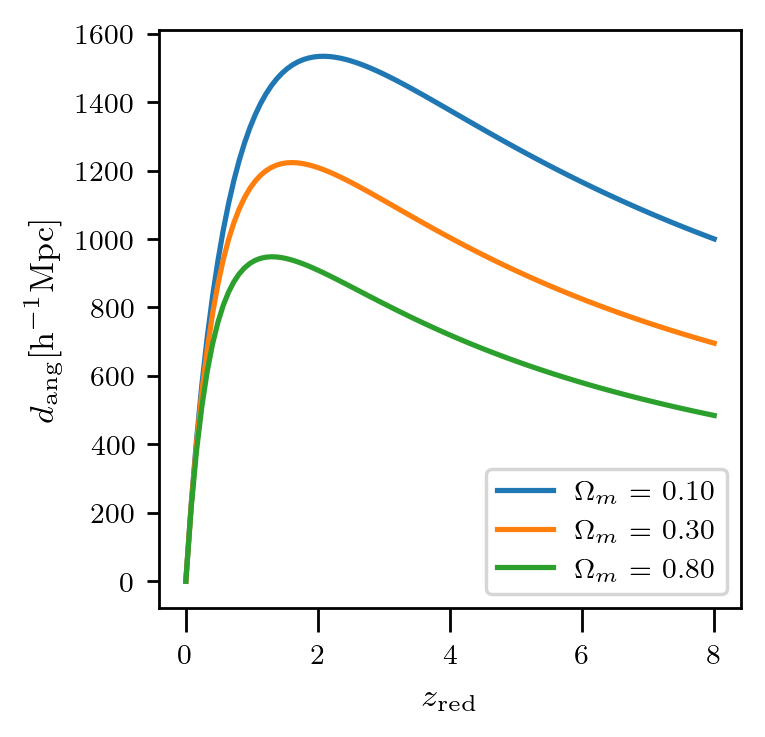 1600
1400
1200
1000
800
600
400
200
0
d_ang[h⁻¹Mpc]
Ω_m = 0.10
Ω_m = 0.30
Ω_m = 0.80
0 2 4 6 8
z_red